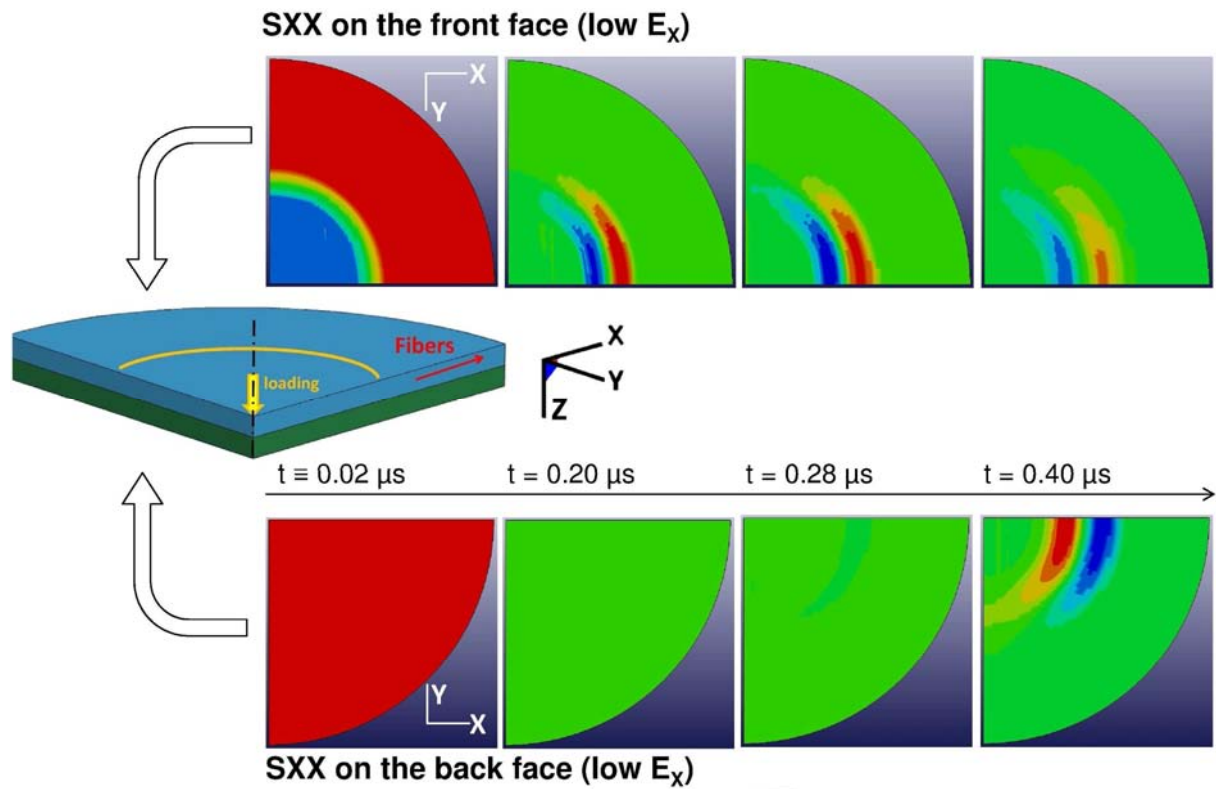 SXX on the front face (low EX)
X
Y
Fibers
loading
X
Y
Z
t ≡ 0.02 µs
t = 0.20 µs
t = 0.28 µs
t = 0.40 µs
Y
X
SXX on the back face (low EX)